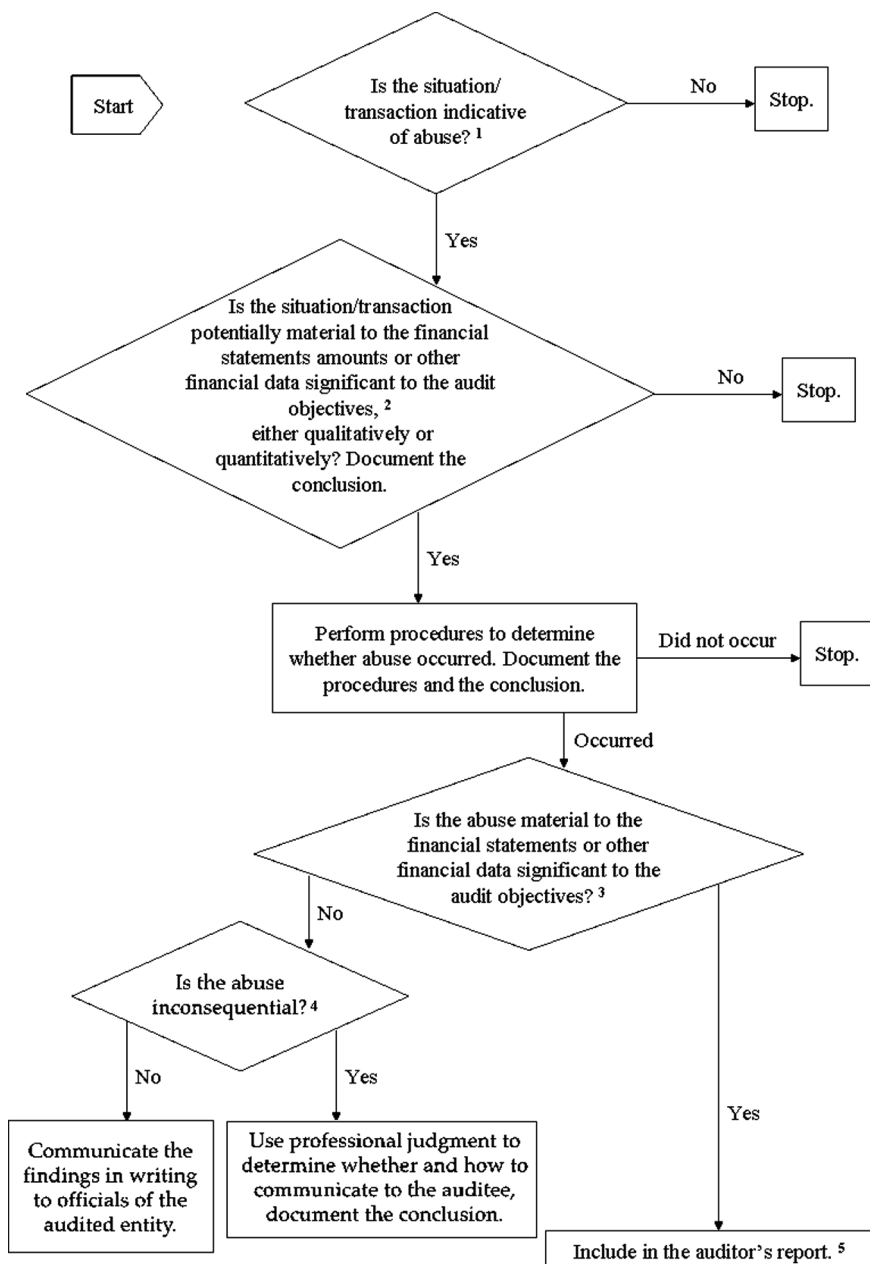 Start
Is the situation/
transaction indicative
of abuse? 1
No
Stop.
Yes
Is the situation/transaction
potentially material to the financial
statements amounts or other
financial data significant to the audit
objectives, 2
either qualitatively or
quantitatively? Document the
conclusion.
No
Stop.
Yes
Perform procedures to determine
whether abuse occurred. Document the
procedures and the conclusion.
Did not occur
Stop.
Occurred
Is the abuse material to the
financial statements or other
financial data significant to the
audit objectives? 3
No
Is the abuse
inconsequential? 4
No
Yes
Yes
Communicate the
findings in writing
to officials of the
audited entity.
Use professional judgment to
determine whether and how to
communicate to the auditee,
document the conclusion.
Include in the auditor's report. 5